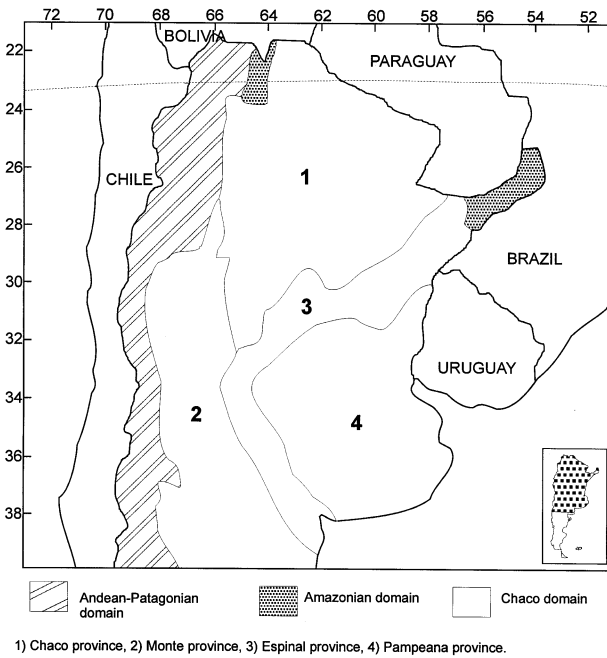 72 70 68 66 64 62 60 58 56 54 52
BOLIVIA
22
PARAGUAY
24
26
CHILE
1
28
BRAZIL
30
3
32
URUGUAY
34
2
4
36
38
Andean-Patagonian
domain
Amazonian domain
Chaco domain
1) Chaco province, 2) Monte province, 3) Espinal province, 4) Pampeana province.